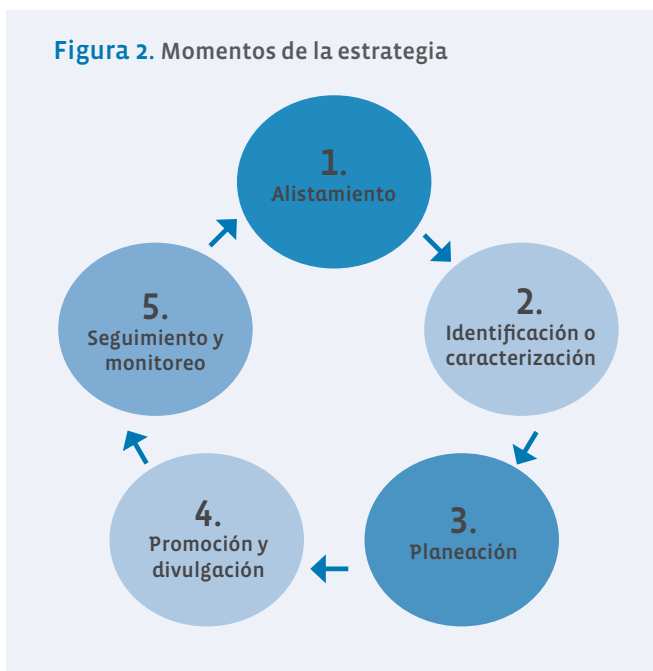 Figura 2. Momentos de la estrategia
1.
Alistamiento
2.
Identificación o
caracterización
3.
Planeación
4.
Promoción y
divulgación
5.
Seguimiento y
monitoreo